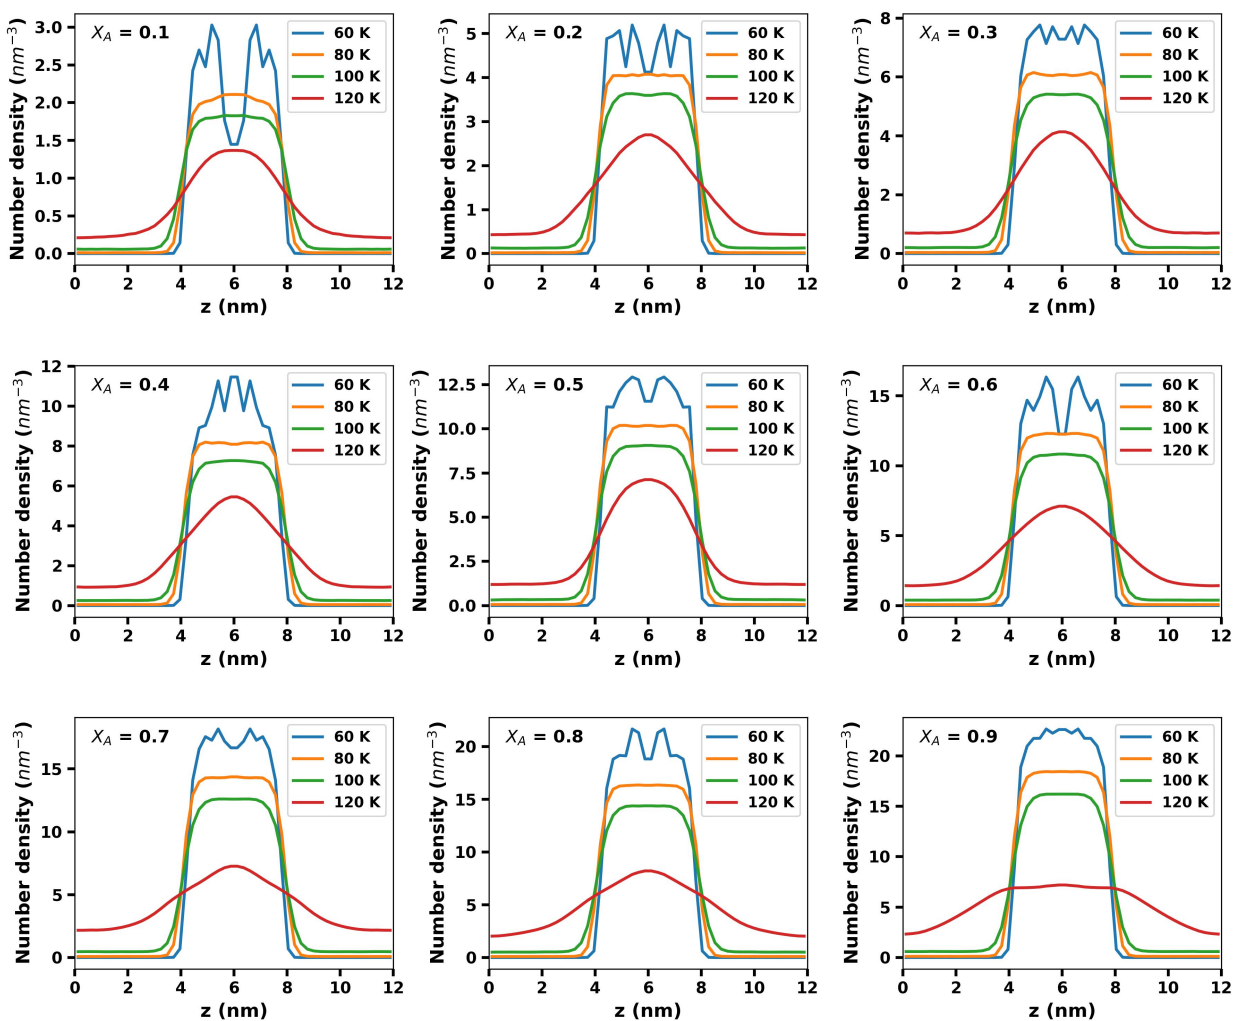 X_A = 0.1
60 K
80 K
100 K
120 K
Number density (nm⁻³)
3.0
2.5
2.0
1.5
1.0
0.5
0.0
0 2 4 6 8 10 12
z (nm)
X_A = 0.2
60 K
80 K
100 K
120 K
Number density (nm⁻³)
5
4
3
2
1
0
0 2 4 6 8 10 12
z (nm)
X_A = 0.3
60 K
80 K
100 K
120 K
Number density (nm⁻³)
8
6
4
2
0
0 2 4 6 8 10 12
z (nm)
X_A = 0.4
60 K
80 K
100 K
120 K
Number density (nm⁻³)
12
10
8
6
4
2
0
0 2 4 6 8 10 12
z (nm)
X_A = 0.5
60 K
80 K
100 K
120 K
Number density (nm⁻³)
12.5
10.0
7.5
5.0
2.5
0.0
0 2 4 6 8 10 12
z (nm)
X_A = 0.6
60 K
80 K
100 K
120 K
Number density (nm⁻³)
15
10
5
0
0 2 4 6 8 10 12
z (nm)
X_A = 0.7
60 K
80 K
100 K
120 K
Number density (nm⁻³)
15
10
5
0
0 2 4 6 8 10 12
z (nm)
X_A = 0.8
60 K
80 K
100 K
120 K
Number density (nm⁻³)
20
15
10
5
0
0 2 4 6 8 10 12
z (nm)
X_A = 0.9
60 K
80 K
100 K
120 K
Number density (nm⁻³)
20
15
10
5
0
0 2 4 6 8 10 12
z (nm)